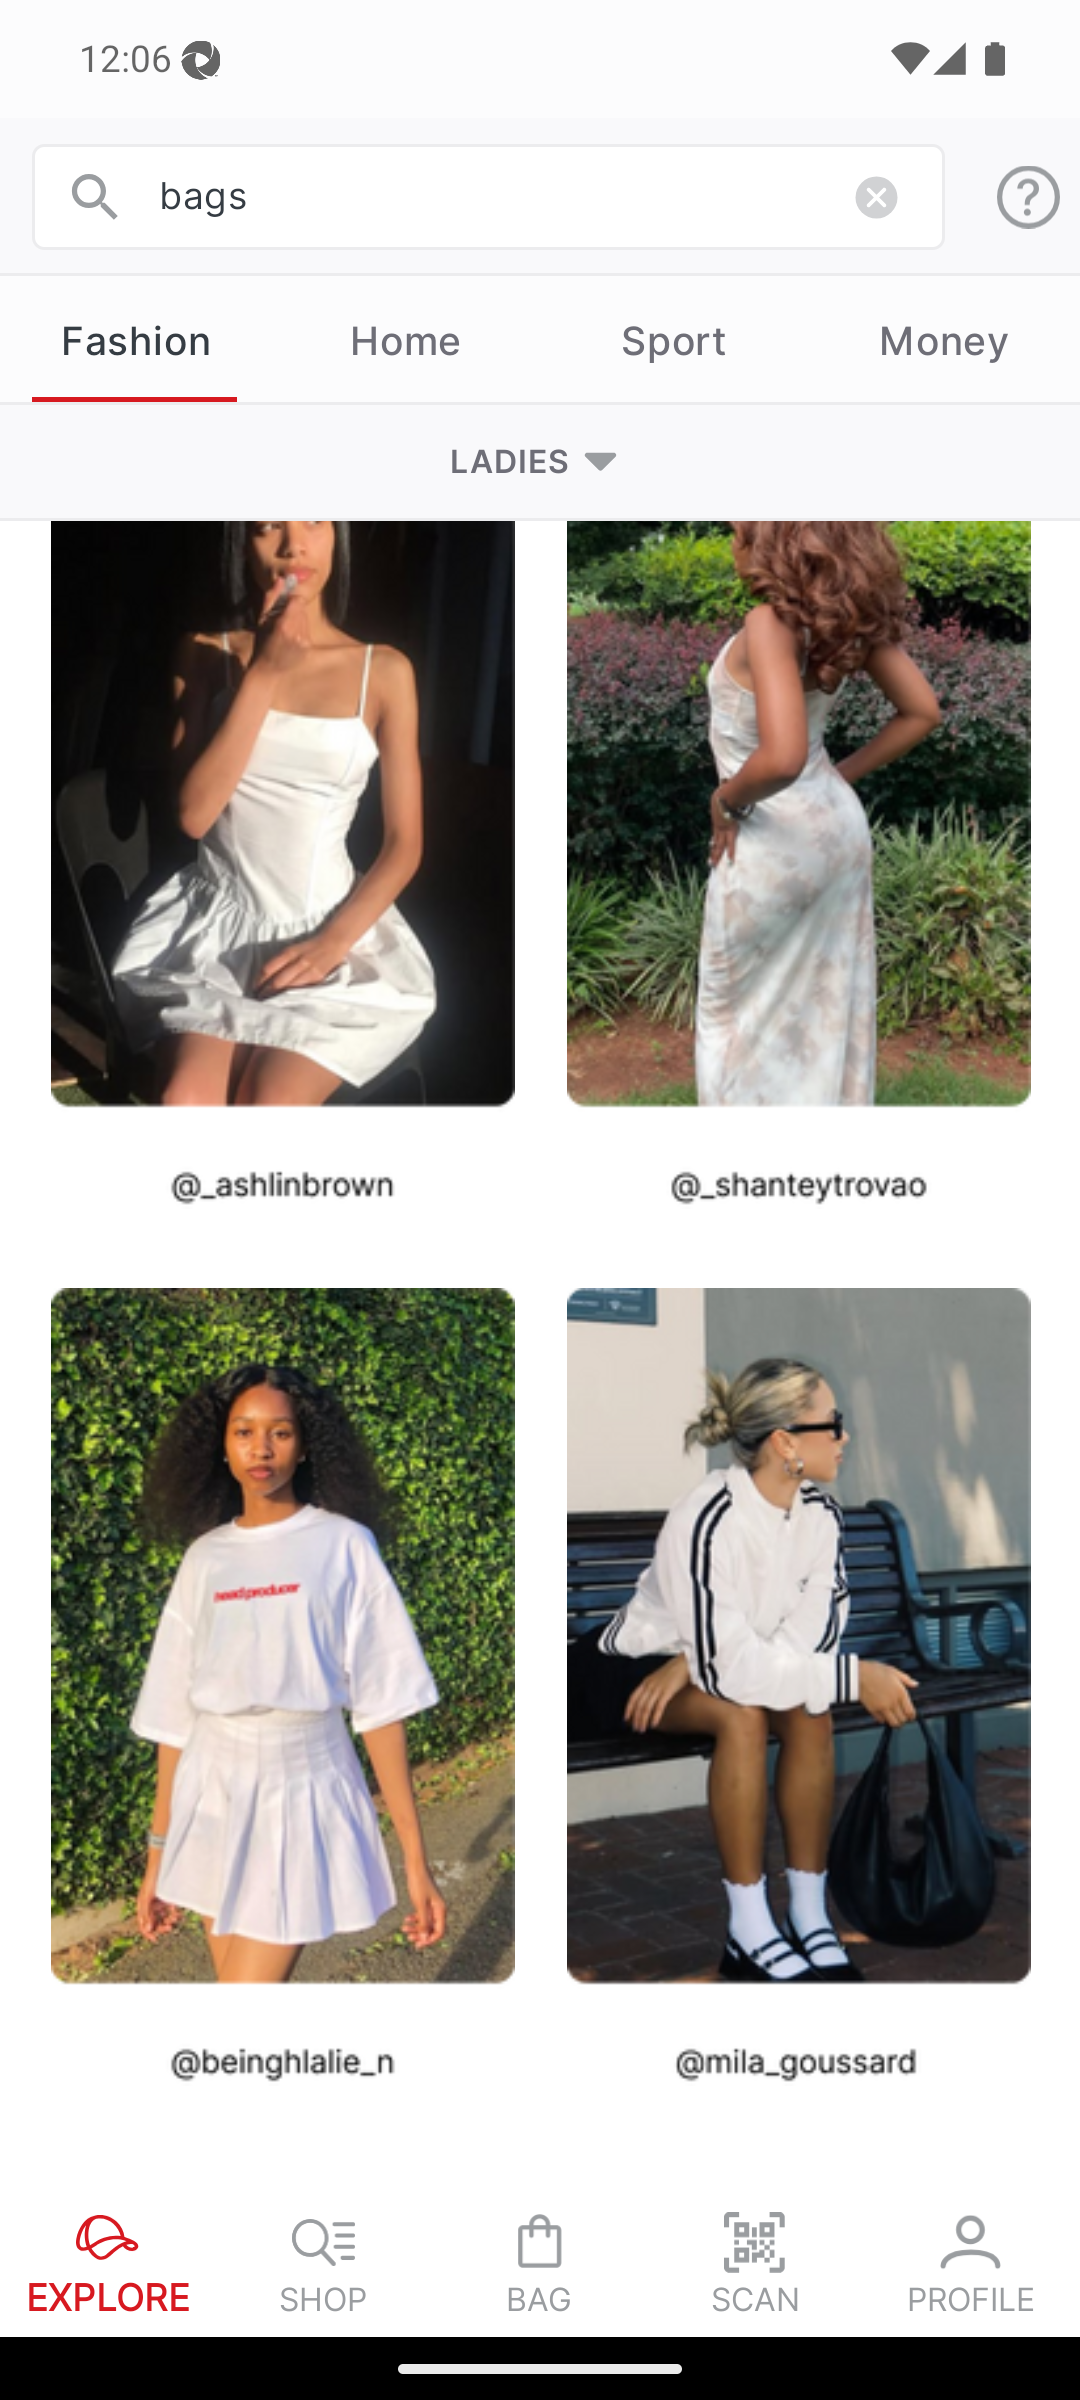 12:06
bags
Fashion
Home
Sport
Money
LADIES
@_ashlinbrown
@_shanteytrovao
@beinghlalie_n
@mila_goussard
EXPLORE
SHOP
BAG
SCAN
PROFILE